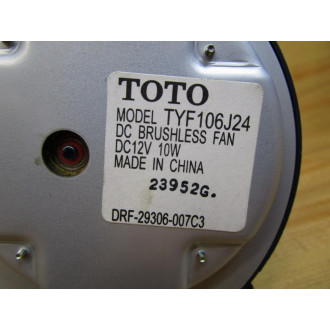 TOTO
MODEL TYF106J24
DC BRUSHLESS FAN
DC12V 10W
MADE IN CHINA
23952G.
DRF-29306-007C3